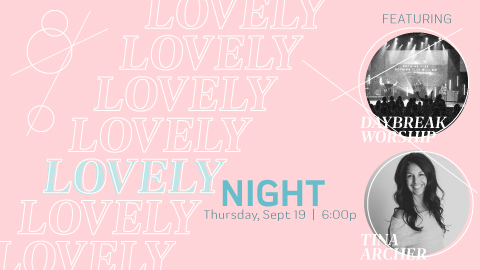 LOVELY
LOVELY
LOVELY
LOVELY
LOVELY
LOVELY
LOVELY
LOVELY
NIGHT
Thursday, Sept 19 | 6:00p
FEATURING
DAYBREAK
WORSHIP
TINA
ARCHER